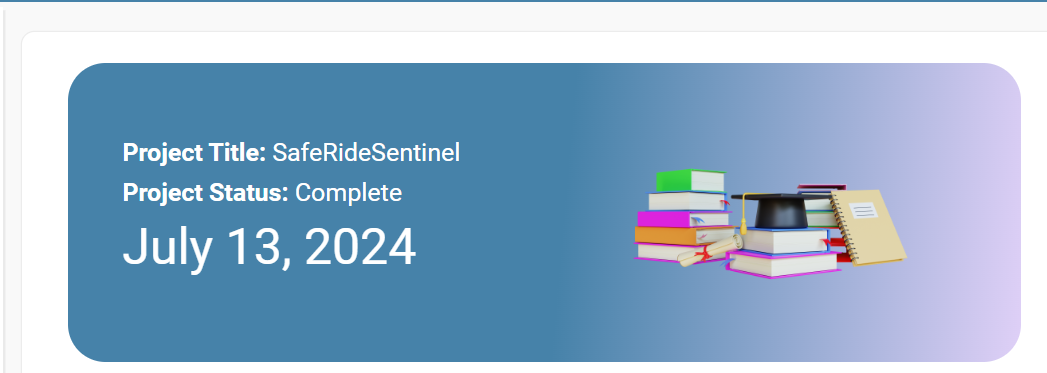 Project Title: SafeRideSentinel
Project Status: Complete
July 13, 2024